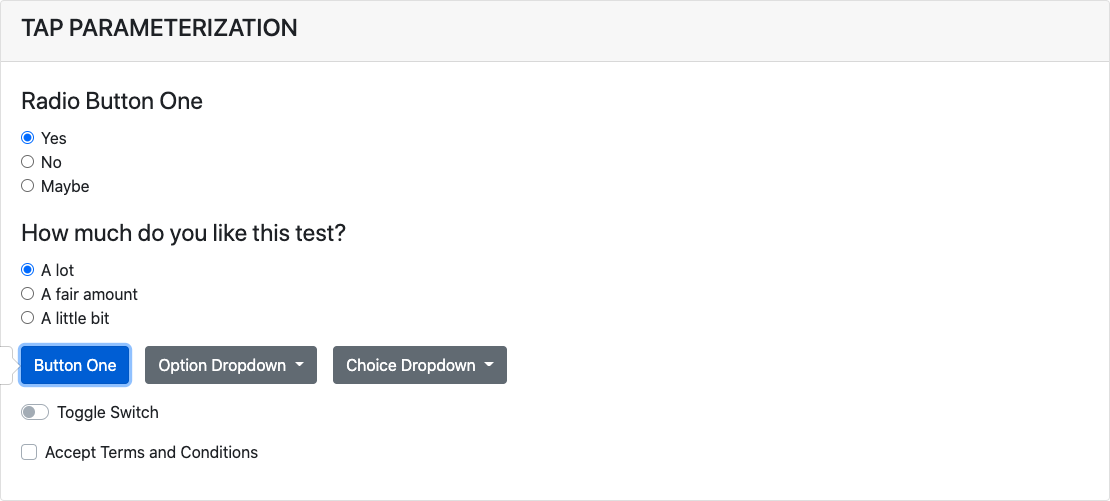 TAP PARAMETERIZATION
Radio Button One
Yes
No
Maybe
How much do you like this test?
A lot
A fair amount
A little bit
Button One Option Dropdown Choice Dropdown
Toggle Switch
Accept Terms and Conditions